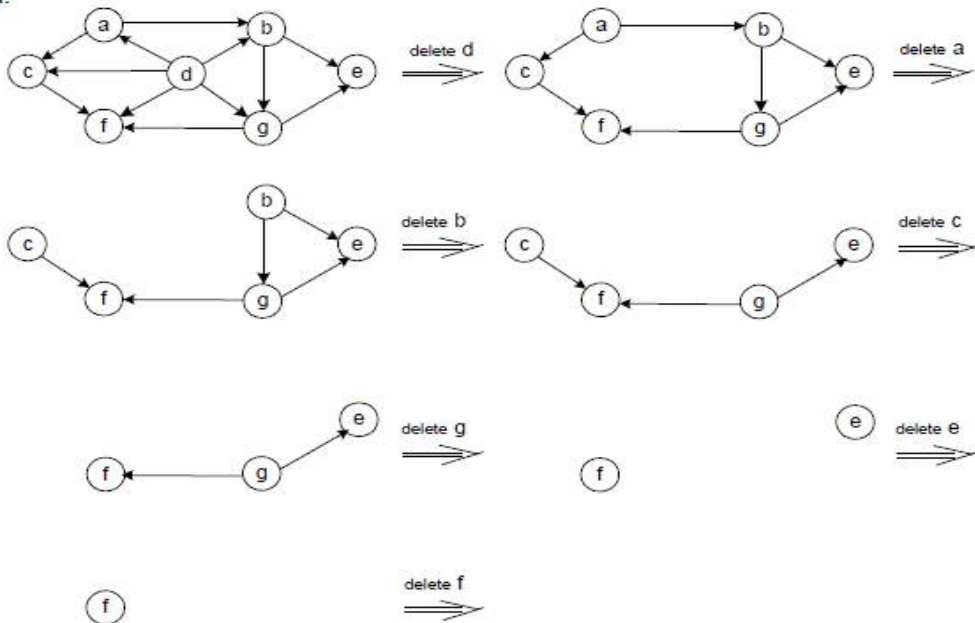 a b
delete d
a b
delete a
c d e
c e
f g
f g
b
delete b
delete c
c e
c e
f g
f g
e
delete g
e
delete e
f g
f
f
delete f